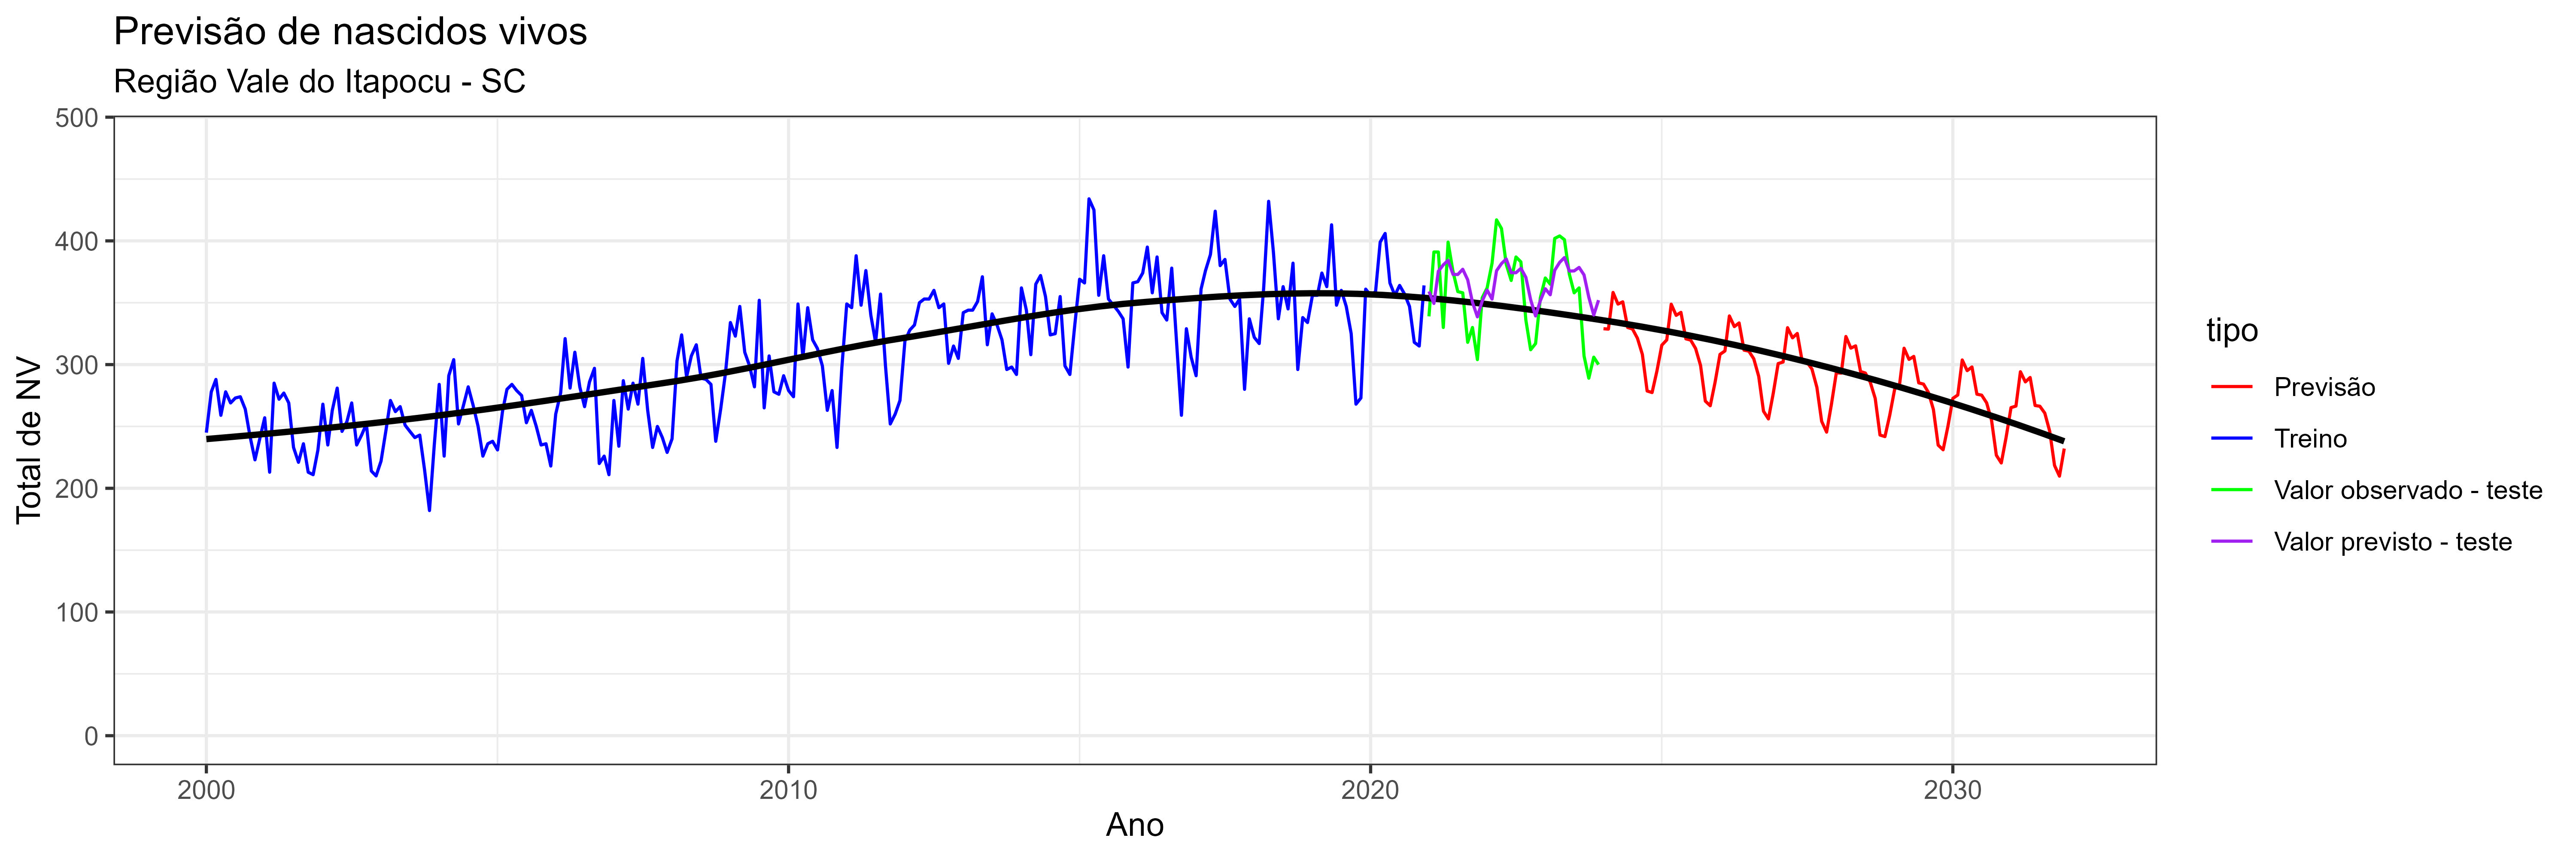 Previsão de nascidos vivos
Região Vale do Itapocu - SC
500
400
300
200
100
0
Total de NV
2000
2010
2020
2030
Ano
tipo
Previsão
Treino
Valor observado - teste
Valor previsto - teste